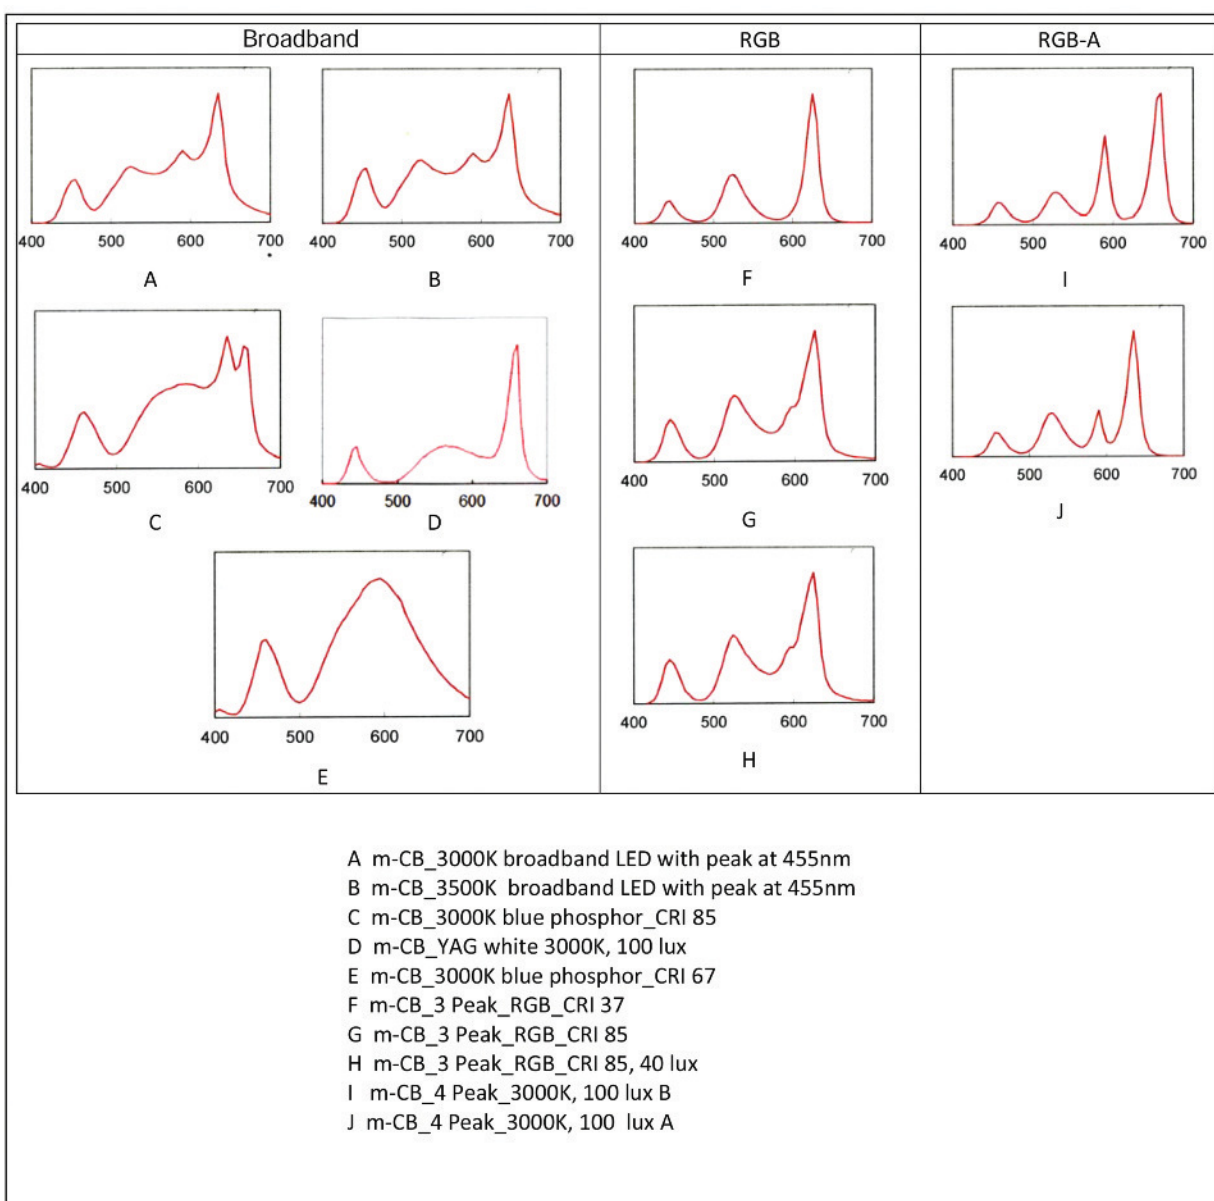 Broadband RGB RGB-A
400 500 600 700 400 500 600 700 400 500 600 700 400 500 600 700
A B F I
400 500 600 700 400 500 600 700 400 500 600 700 400 500 600 700
C D G J
400 500 600 700 400 500 600 700
E H
A m-CB_3000K broadband LED with peak at 455nm
B m-CB_3500K broadband LED with peak at 455nm
C m-CB_3000K blue phosphor_CRI 85
D m-CB_YAG white 3000K, 100 lux
E m-CB_3000K blue phosphor_CRI 67
F m-CB_3 Peak_RGB_CRI 37
G m-CB_3 Peak_RGB_CRI 85
H m-CB_3 Peak_RGB_CRI 85, 40 lux
I m-CB_4 Peak_3000K, 100 lux B
J m-CB_4 Peak_3000K, 100 lux A